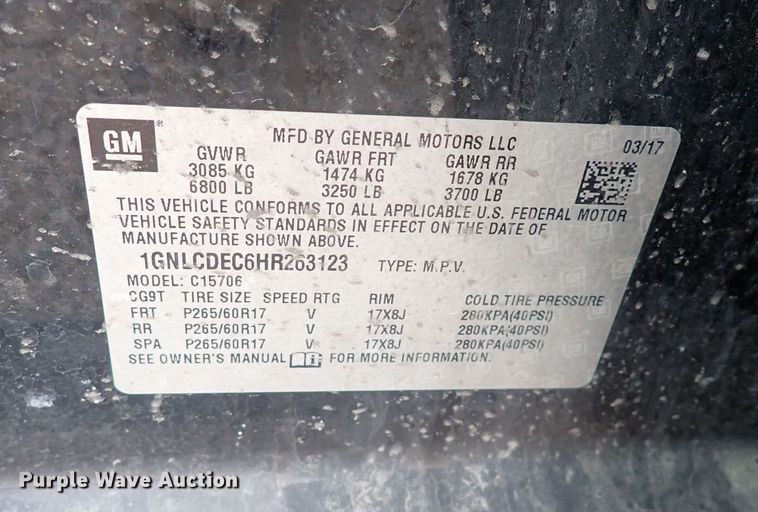 GM
MFD BY GENERAL MOTORS LLC
03/17
GVWR GAWR FRT GAWR RR
3085 KG 1474 KG 1678 KG
6800 LB 3250 LB 3700 LB
THIS VEHICLE CONFORMS TO ALL APPLICABLE U.S. FEDERAL MOTOR
VEHICLE SAFETY STANDARDS IN EFFECT ON THE DATE OF
MANUFACTURE SHOWN ABOVE.
1GNLCDEC6HR263123 TYPE: M.P.V.
MODEL: C15706
CG9T TIRE SIZE SPEED RTG RIM COLD TIRE PRESSURE
FRT P265/60R17 V 17X8J 280KPA(40PSI)
RR P265/60R17 V 17X8J 280KPA(40PSI)
SPA P265/60R17 V 17X8J 280KPA(40PSI)
SEE OWNER'S MANUAL FOR MORE INFORMATION.
Purple Wave Auction